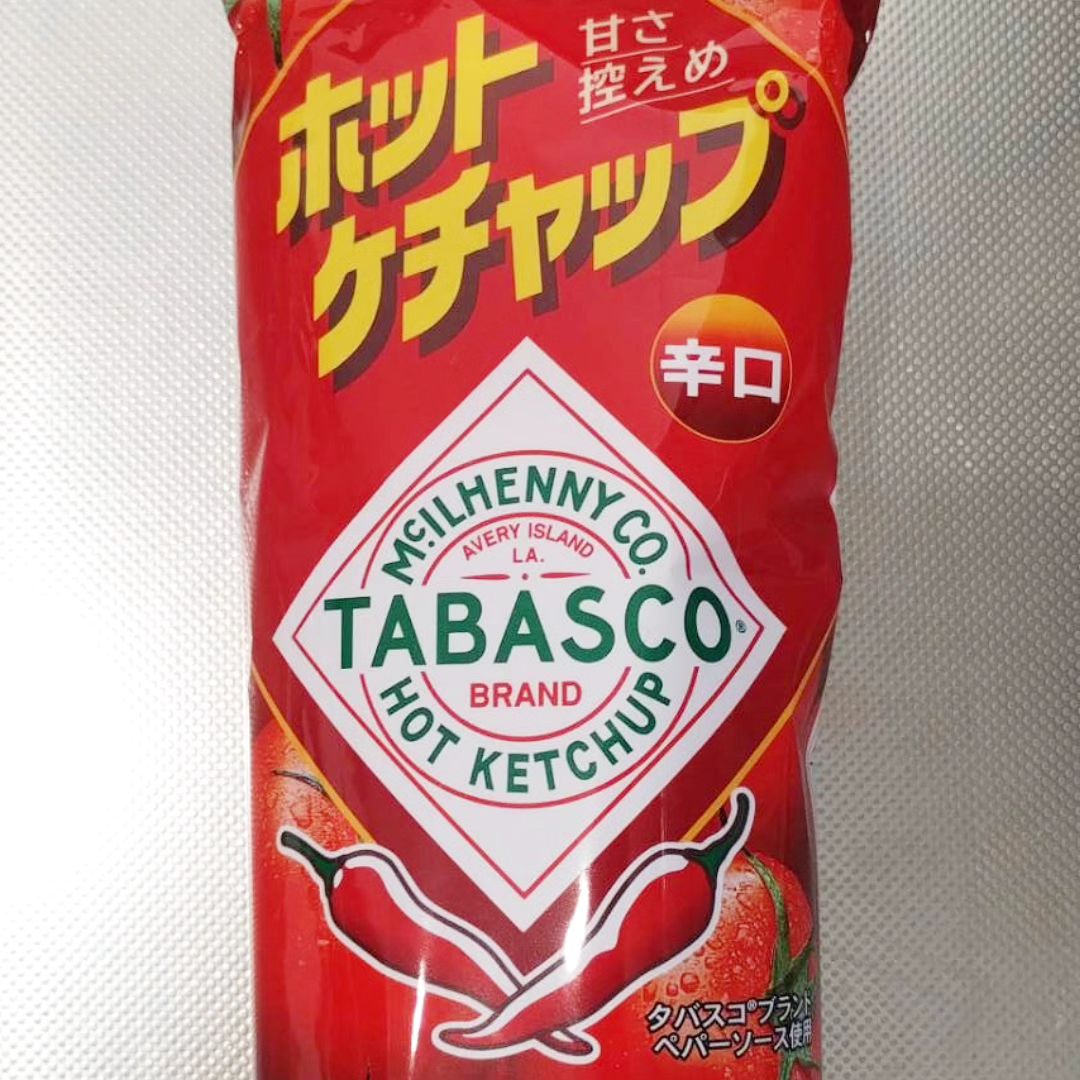 甘さ
控えめ
ホット
ケチャップ
辛口
McILHENNY CO.
AVERY ISLAND
LA.
TABASCO®
BRAND
HOT KETCHUP
タバスコ®ブランド
ペパーソース使用